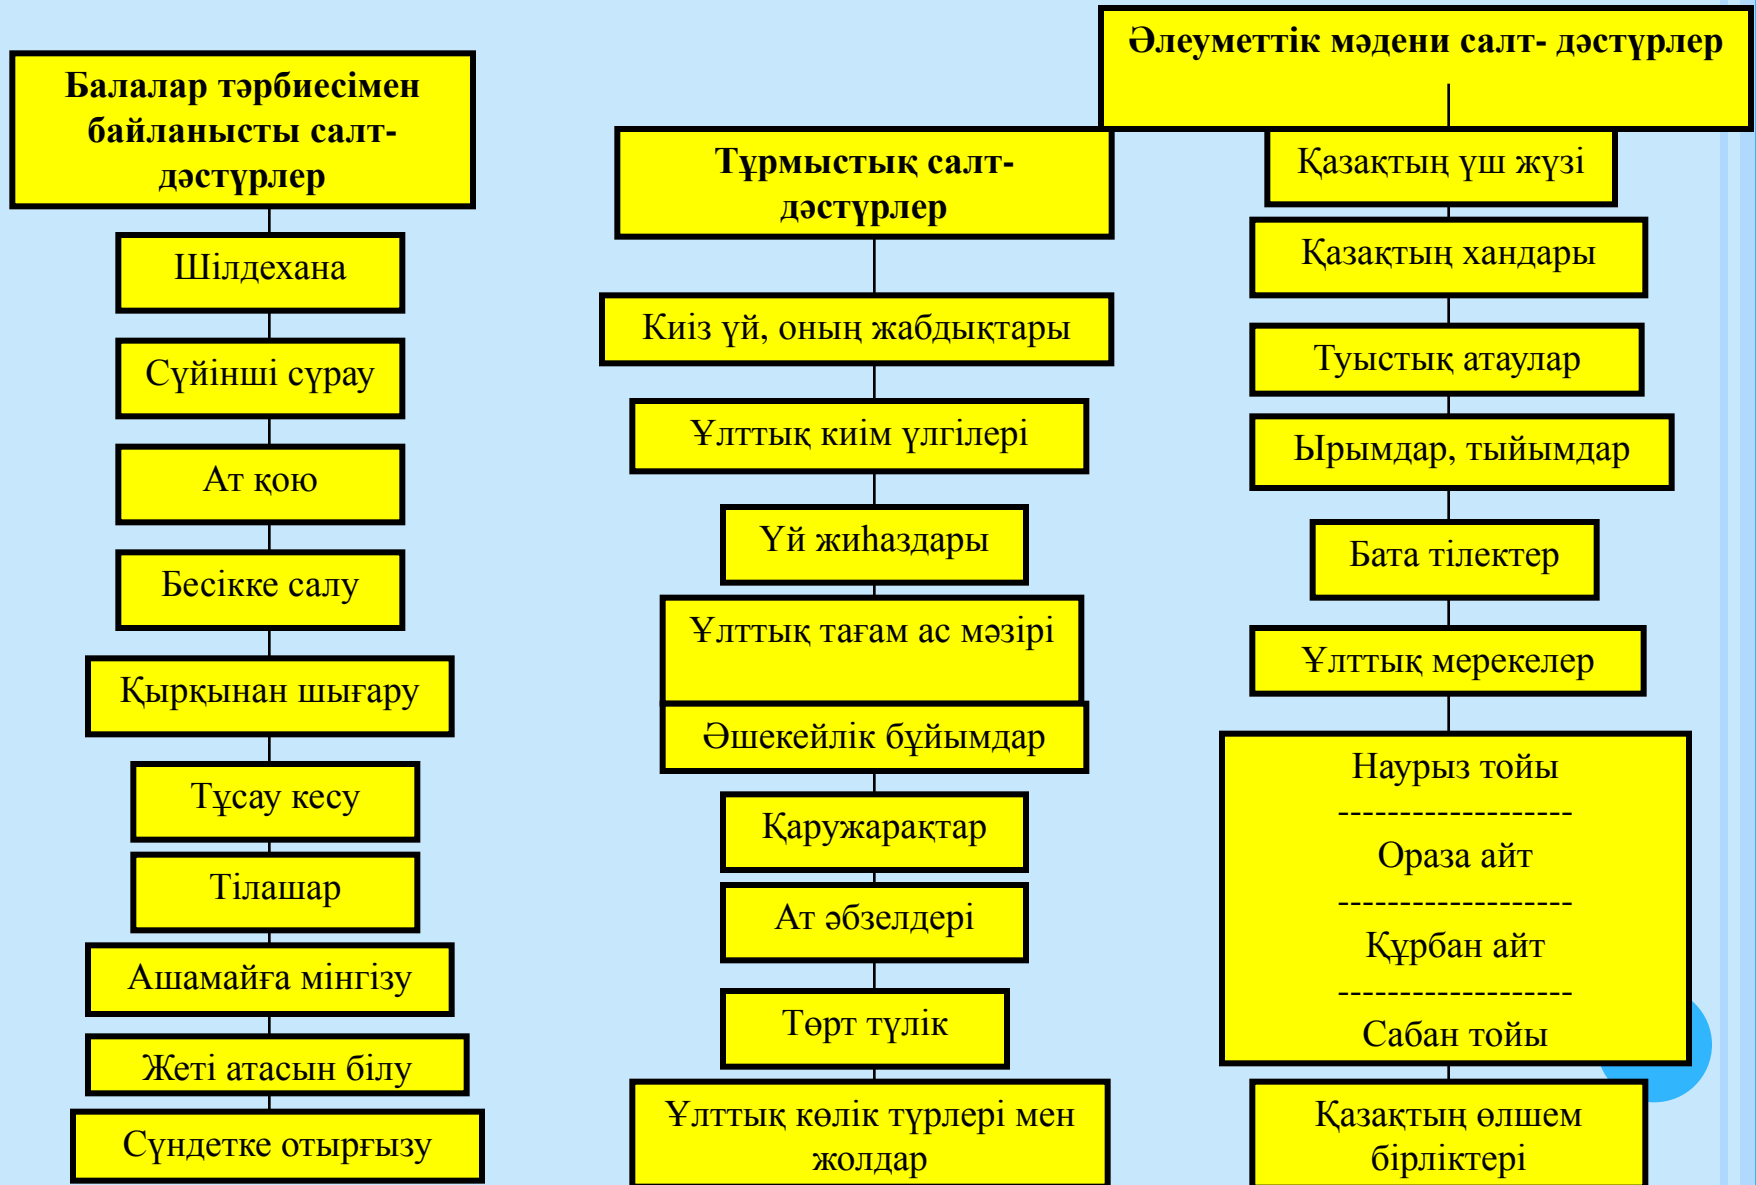 Балалар тәрбиесімен
байланысты салт-
дәстүрлер
Шілдехана
Сүйінші сүрау
Ат қою
Бесікке салу
Қырқынан шығару
Тұсау кесу
Тілашар
Ашамайға мінгізу
Жеті атасын білу
Сүндетке отырғызу
Тұрмыстық салт-
дәстүрлер
Киіз үй, оның жабдықтары
Ұлттық киім үлгілері
Үй жиһаздары
Ұлттық тағам ас мәзірі
Әшекейлік бұйымдар
Қаружарақтар
Ат әбзелдері
Төрт түлік
Ұлттық көлік түрлері мен
жолдар
Әлеуметтік мәдени салт- дәстүрлер
Қазақтың үш жүзі
Қазақтың хандары
Туыстық атаулар
Ырымдар, тыйымдар
Бата тілектер
Ұлттық мерекелер
Наурыз тойы
-------------------
Ораза айт
-------------------
Құрбан айт
-------------------
Сабан тойы
Қазақтың өлшем
бірліктері